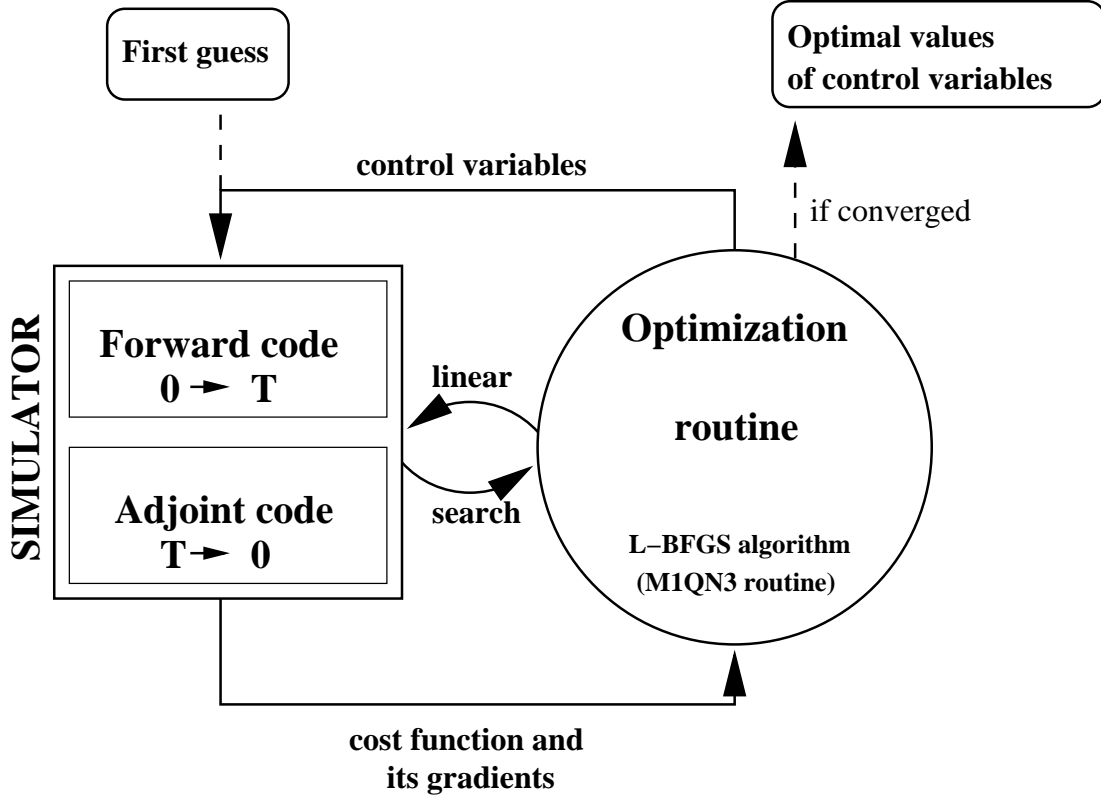 First guess
Optimal values
of control variables
control variables
if converged
SIMULATOR
Forward code
0 → T
Adjoint code
T → 0
linear
search
Optimization
routine
L–BFGS algorithm
(M1QN3 routine)
cost function and
its gradients